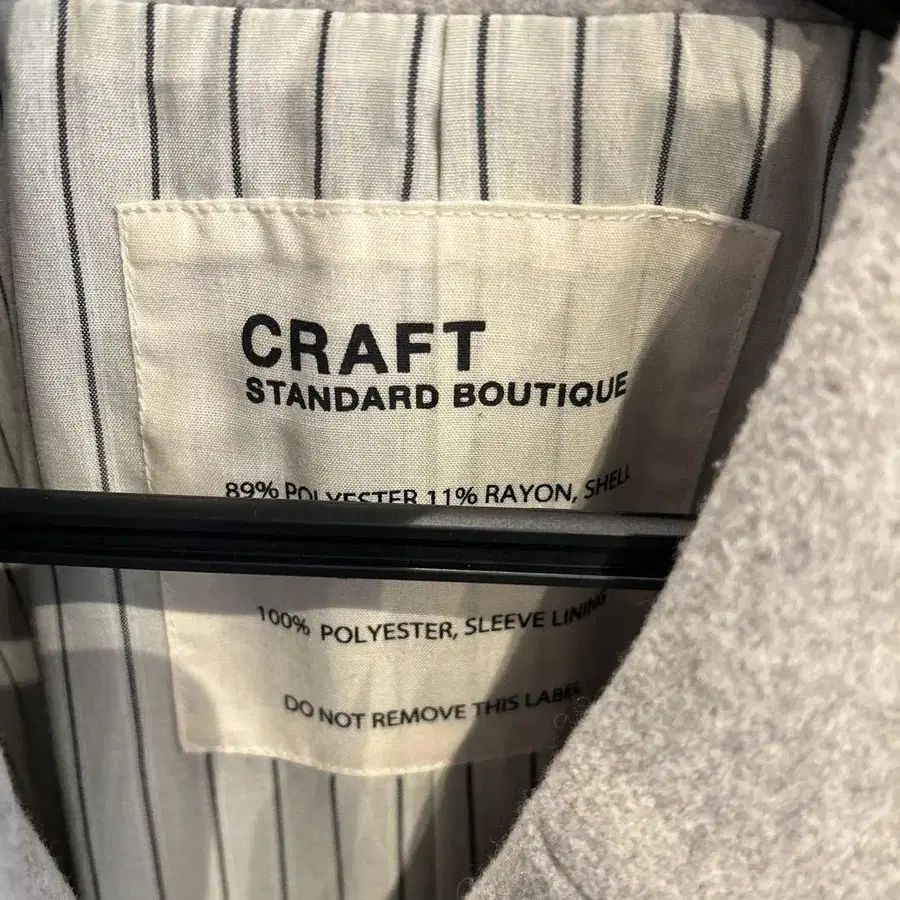 CRAFT
STANDARD BOUTIQUE
89% POLYESTER 11% RAYON, SHELL
100% POLYESTER, SLEEVE LINING
DO NOT REMOVE THIS LABEL